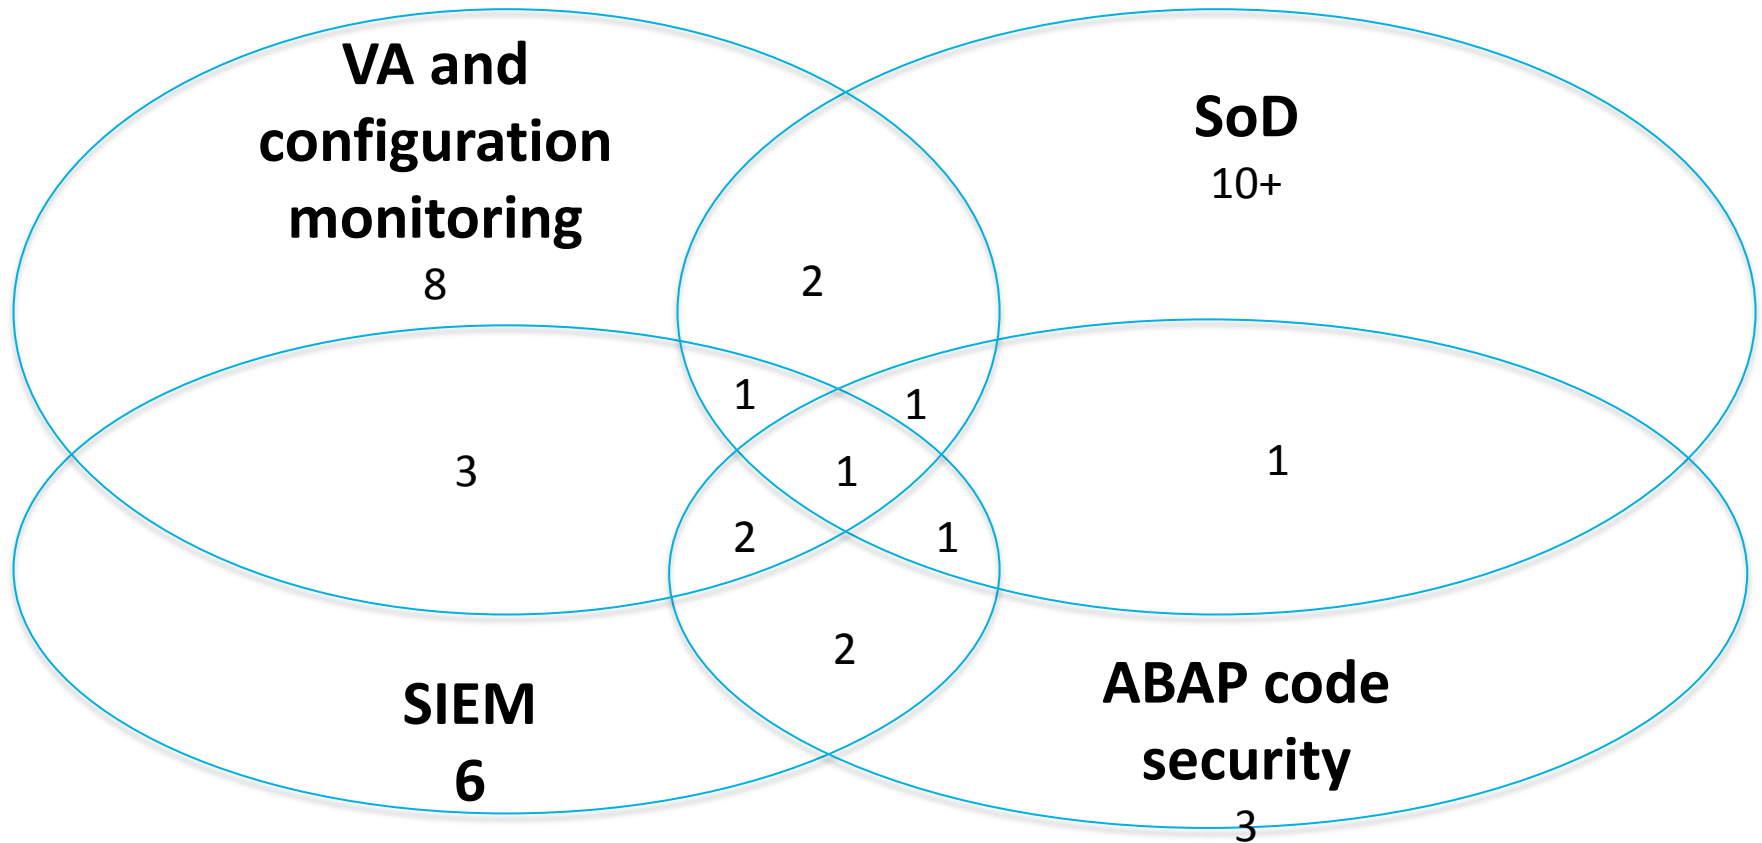 VA and
configuration
monitoring
8
SoD
10+
2
1
1
3
1
1
2
1
2
SIEM
6
ABAP code
security
3